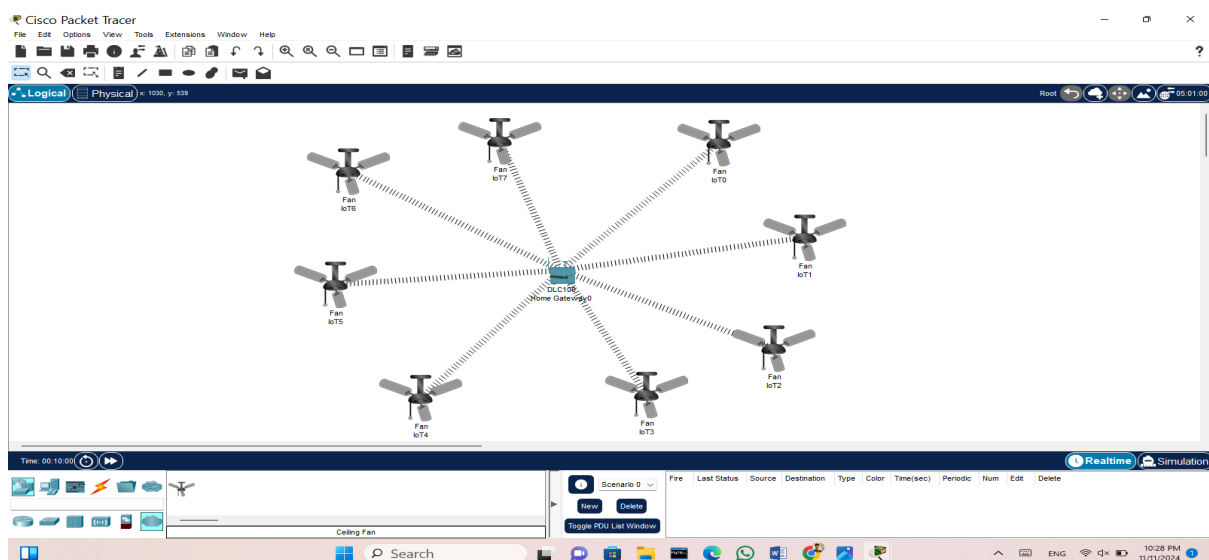 Cisco Packet Tracer
File Edit Options View Tools Extensions Window Help
?
Logical Physical x: 1030, y: 539 Root 05:01:00
Fan
IoT7
Fan
IoT0
Fan
IoT6
Fan
IoT1
DLC100
Home Gateway0
Fan
IoT5
Fan
IoT2
Fan
IoT4
Fan
IoT3
Time: 00:10:00 Realtime Simulation
Scenario 0 Fire Last Status Source Destination Type Color Time(sec) Periodic Num Edit Delete
New Delete
Toggle PDU List Window
Ceiling Fan
Search ENG 10:28 PM
11/11/2024 1